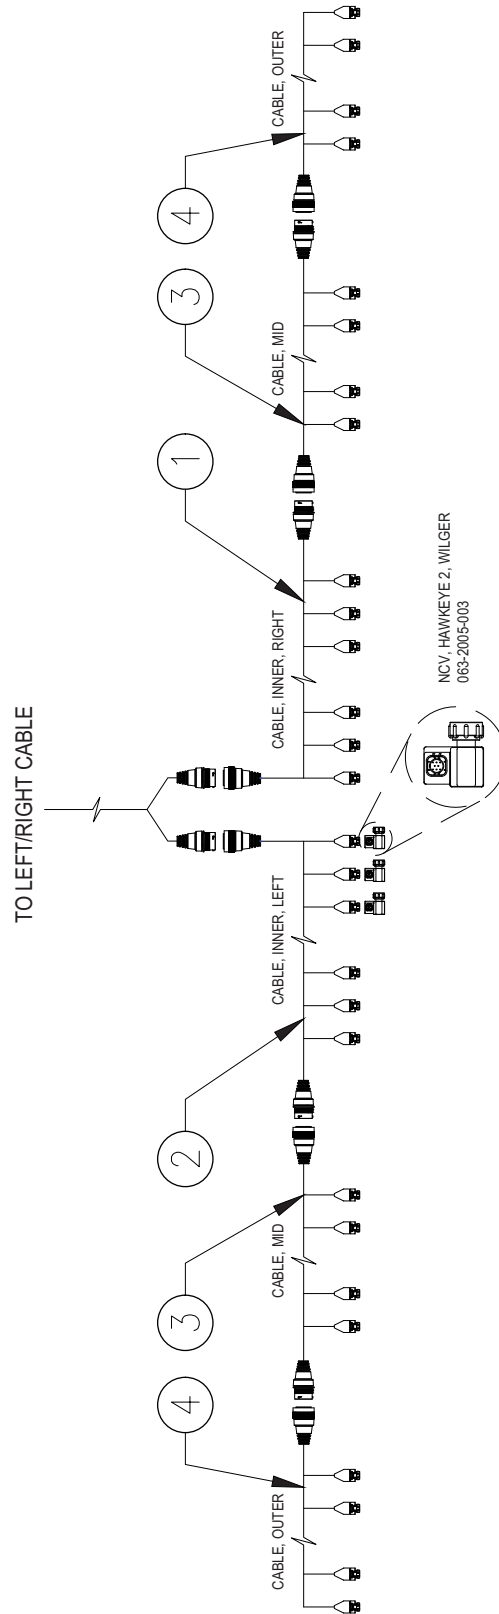 TO LEFT/RIGHT CABLE
4
3
2
1
3
4
CABLE, OUTER
CABLE, MID
CABLE, INNER, LEFT
CABLE, INNER, RIGHT
CABLE, MID
CABLE, OUTER
NCV, HAWKEYE 2, WILGER
063-2005-003